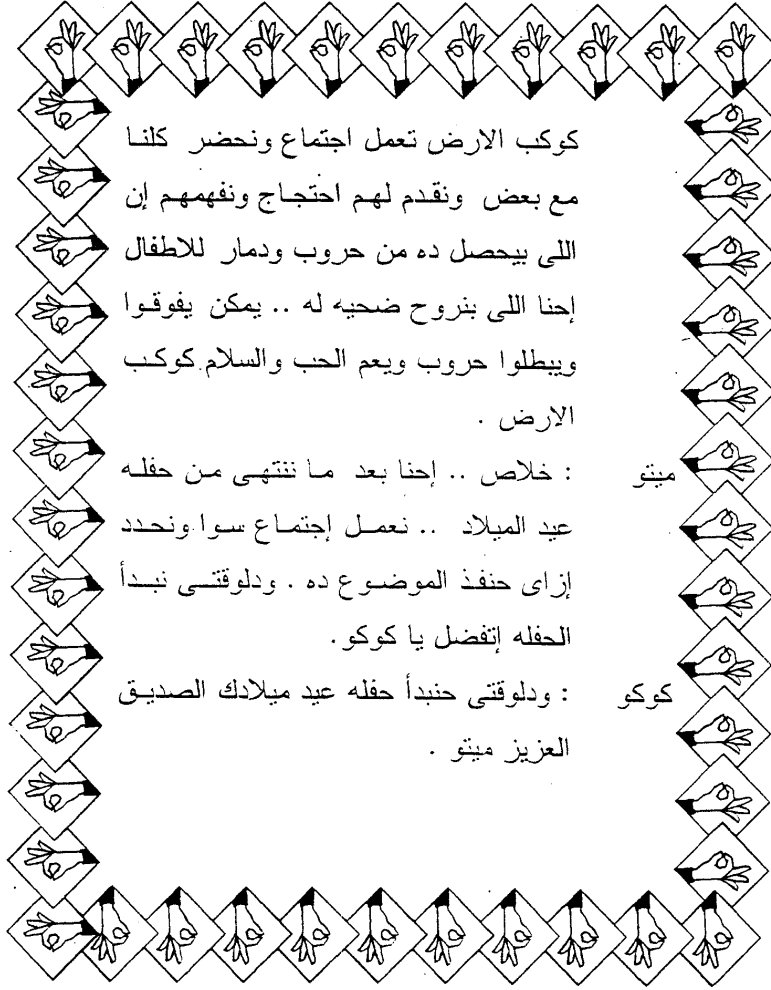 كوكب الارض تعمل اجتماع ونحضر كلنا
مع بعض ونقدم لهم احتجاج ونفهمهم إن
اللى بيحصل ده من حروب ودمار للاطفال
إحنا اللى بنروح ضحيه له .. يمكن يفوقوا
ويبطلوا حروب ويعم الحب والسلام كوكب
الارض .
ميتو : خلاص .. إحنا بعد ما ننتهى من حفله
عيد الميلاد .. نعمل إجتماع سوا ونحدد
إزاى حنفذ الموضوع ده . ودلوقتى نبدأ
الحفله إتفضل يا كوكو .
كوكو : ودلوقتى حنبدأ حفله عيد ميلادك الصديق
العزيز ميتو .